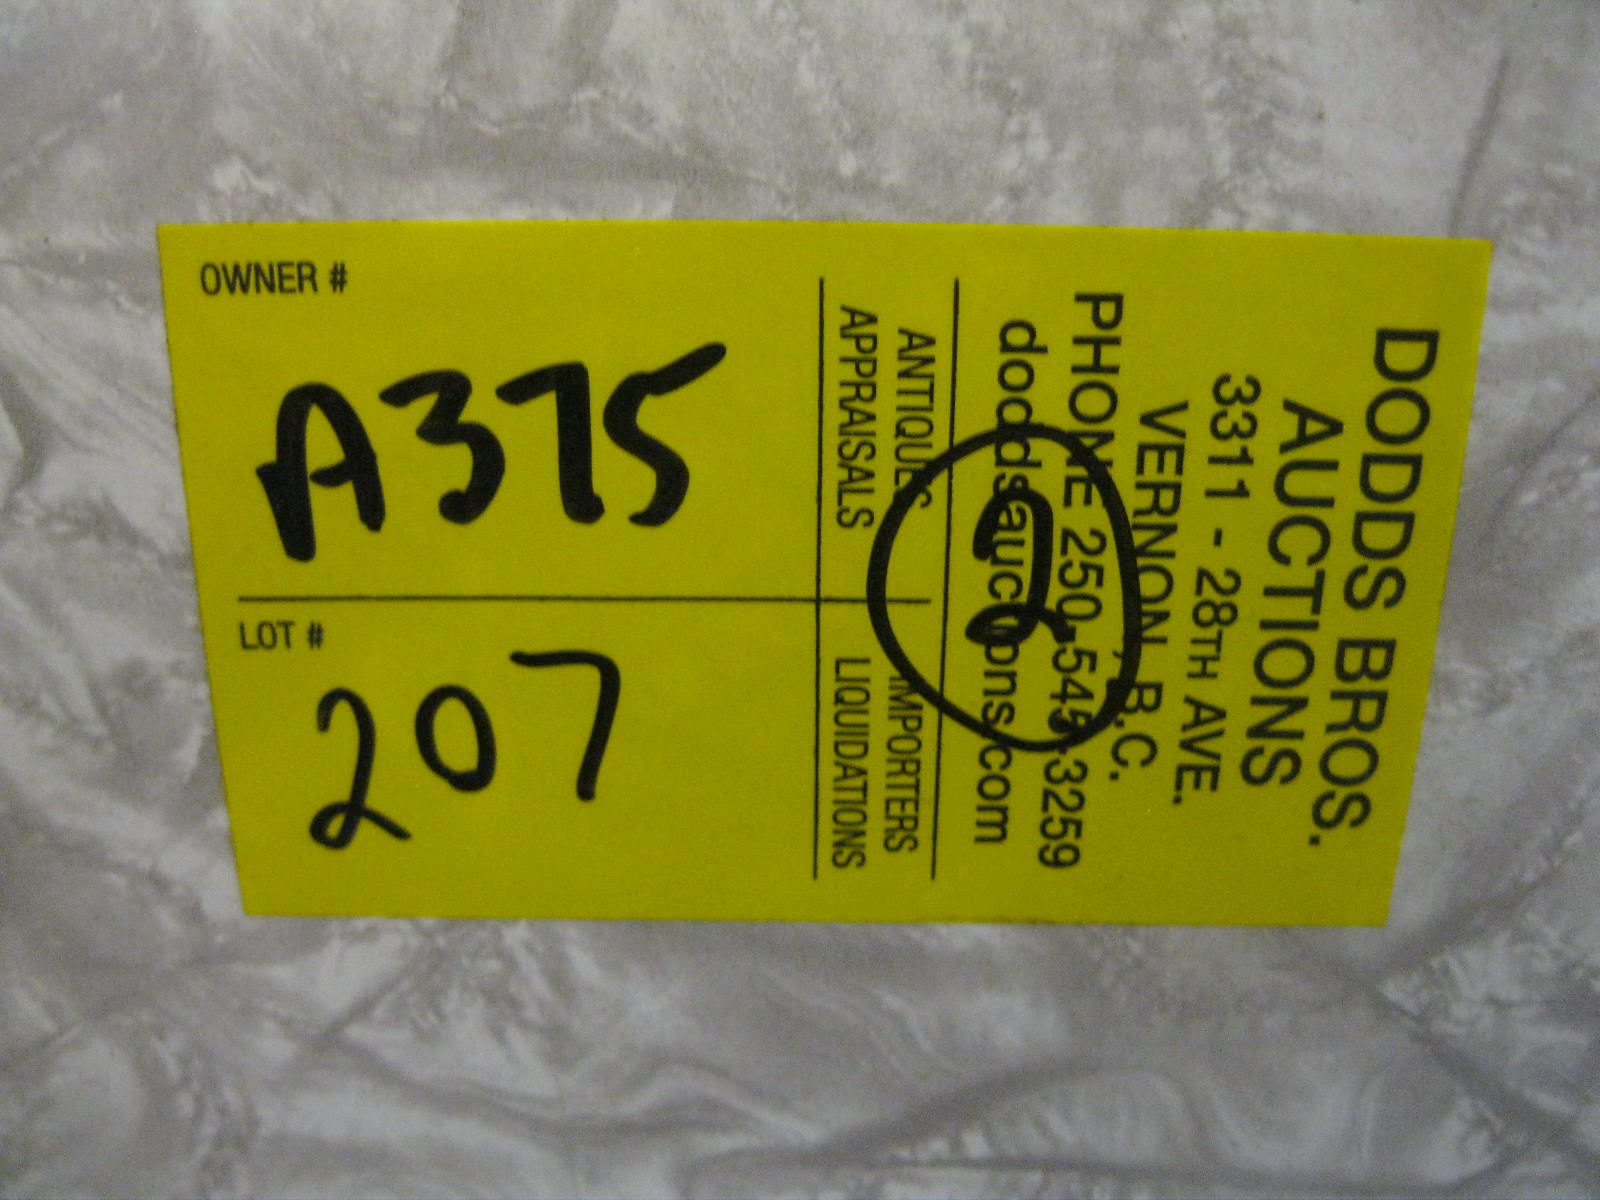 OWNER #
A375
LOT #
207
DODDS BROS.
AUCTIONS
3311 - 28TH AVE.
VERNON, B.C.
PHONE 250-545-3259
doddsauctions.com
ANTIQUES IMPORTERS
APPRAISALS LIQUIDATIONS
2